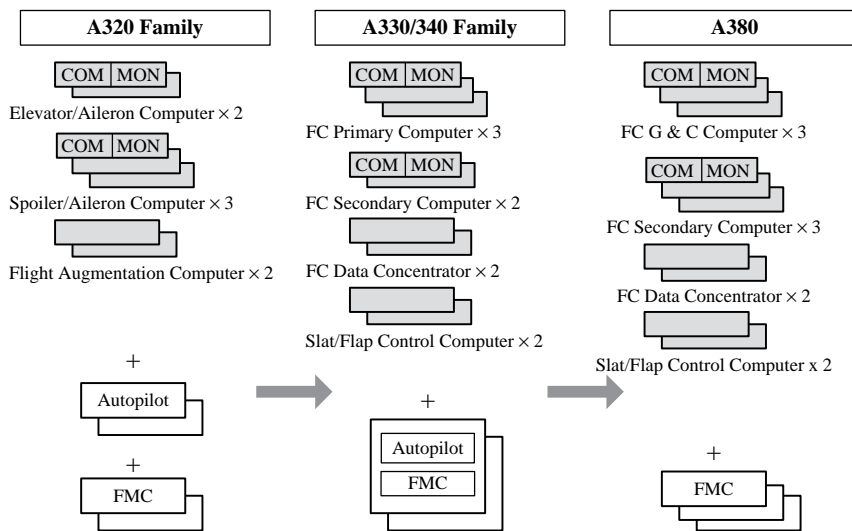 A320 Family
COM MON
Elevator/Aileron Computer × 2
COM MON
Spoiler/Aileron Computer × 3
Flight Augmentation Computer × 2
+
Autopilot
+
FMC
A330/340 Family
COM MON
FC Primary Computer × 3
COM MON
FC Secondary Computer × 2
FC Data Concentrator × 2
Slat/Flap Control Computer × 2
+
Autopilot
FMC
A380
COM MON
FC G & C Computer × 3
COM MON
FC Secondary Computer × 3
FC Data Concentrator × 2
Slat/Flap Control Computer x 2
+
FMC